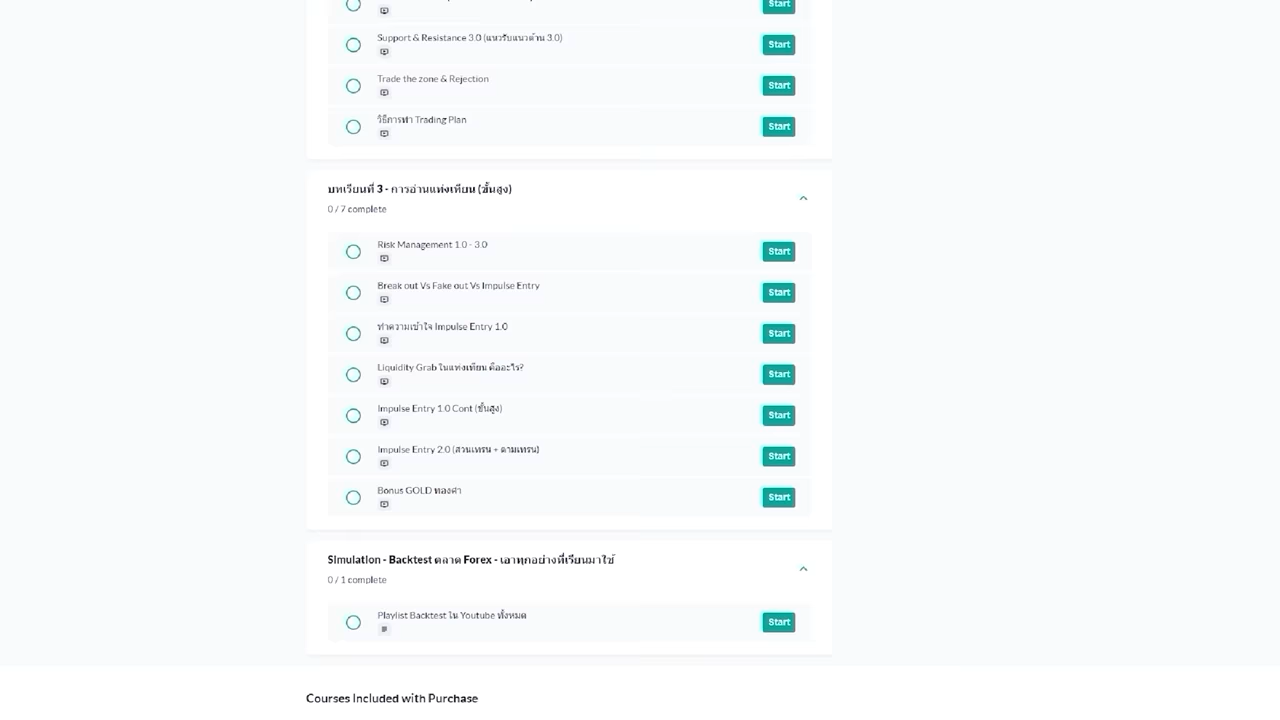 Start
Support & Resistance 3.0 (แนวรับแนวต้าน 3.0)
Start
Trade the zone & Rejection
Start
วิธีการทำ Trading Plan
Start
บทเรียนที่ 3 - การอ่านแท่งเทียน (ขั้นสูง)
0 / 7 complete
Risk Management 1.0 - 3.0
Start
Break out Vs Fake out Vs Impulse Entry
Start
ทำความเข้าใจ Impulse Entry 1.0
Start
Liquidity Grab ในแท่งเทียน คืออะไร?
Start
Impulse Entry 1.0 Cont (ขั้นสูง)
Start
Impulse Entry 2.0 (สวนเทรน + ตามเทรน)
Start
Bonus GOLD ทองคำ
Start
Simulation - Backtest ตลาด Forex - เอาทุกอย่างที่เรียนมาใช้
0 / 1 complete
Playlist Backtest ใน Youtube ทั้งหมด
Start
Courses Included with Purchase